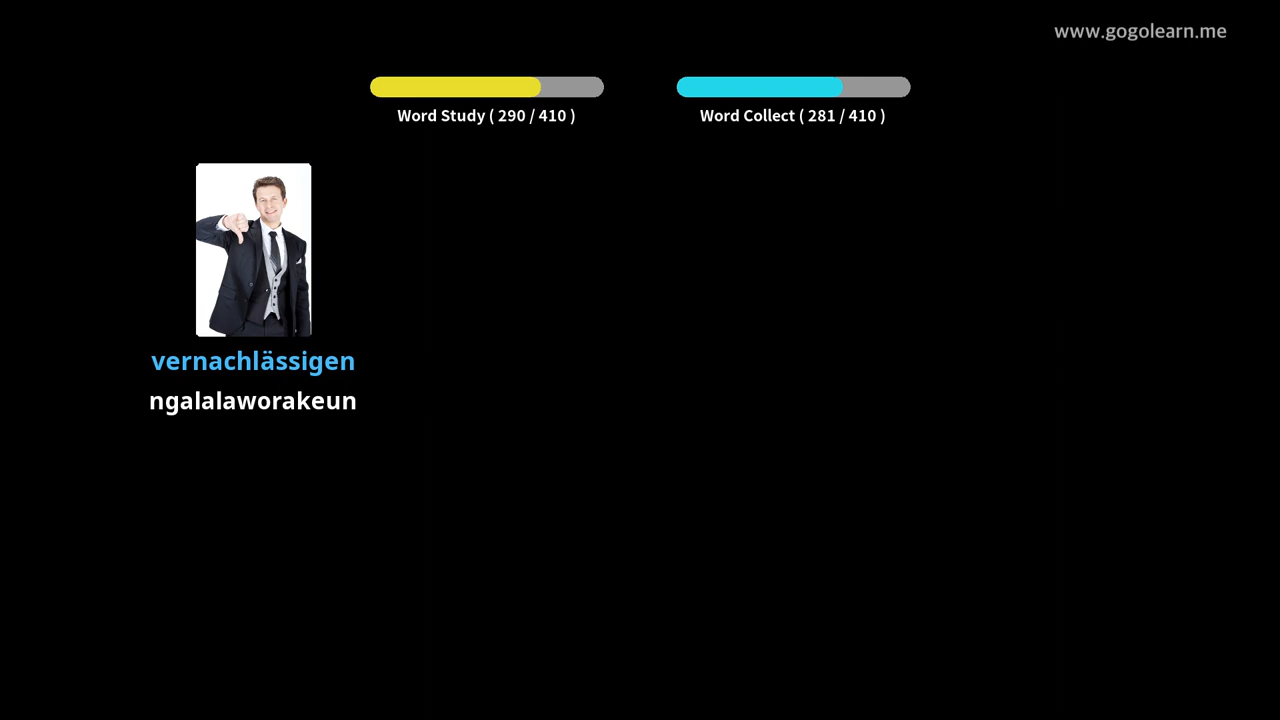 www.gogolearn.me
Word Study ( 290 / 410 )
Word Collect ( 281 / 410 )
vernachlässigen
ngalalaworakeun